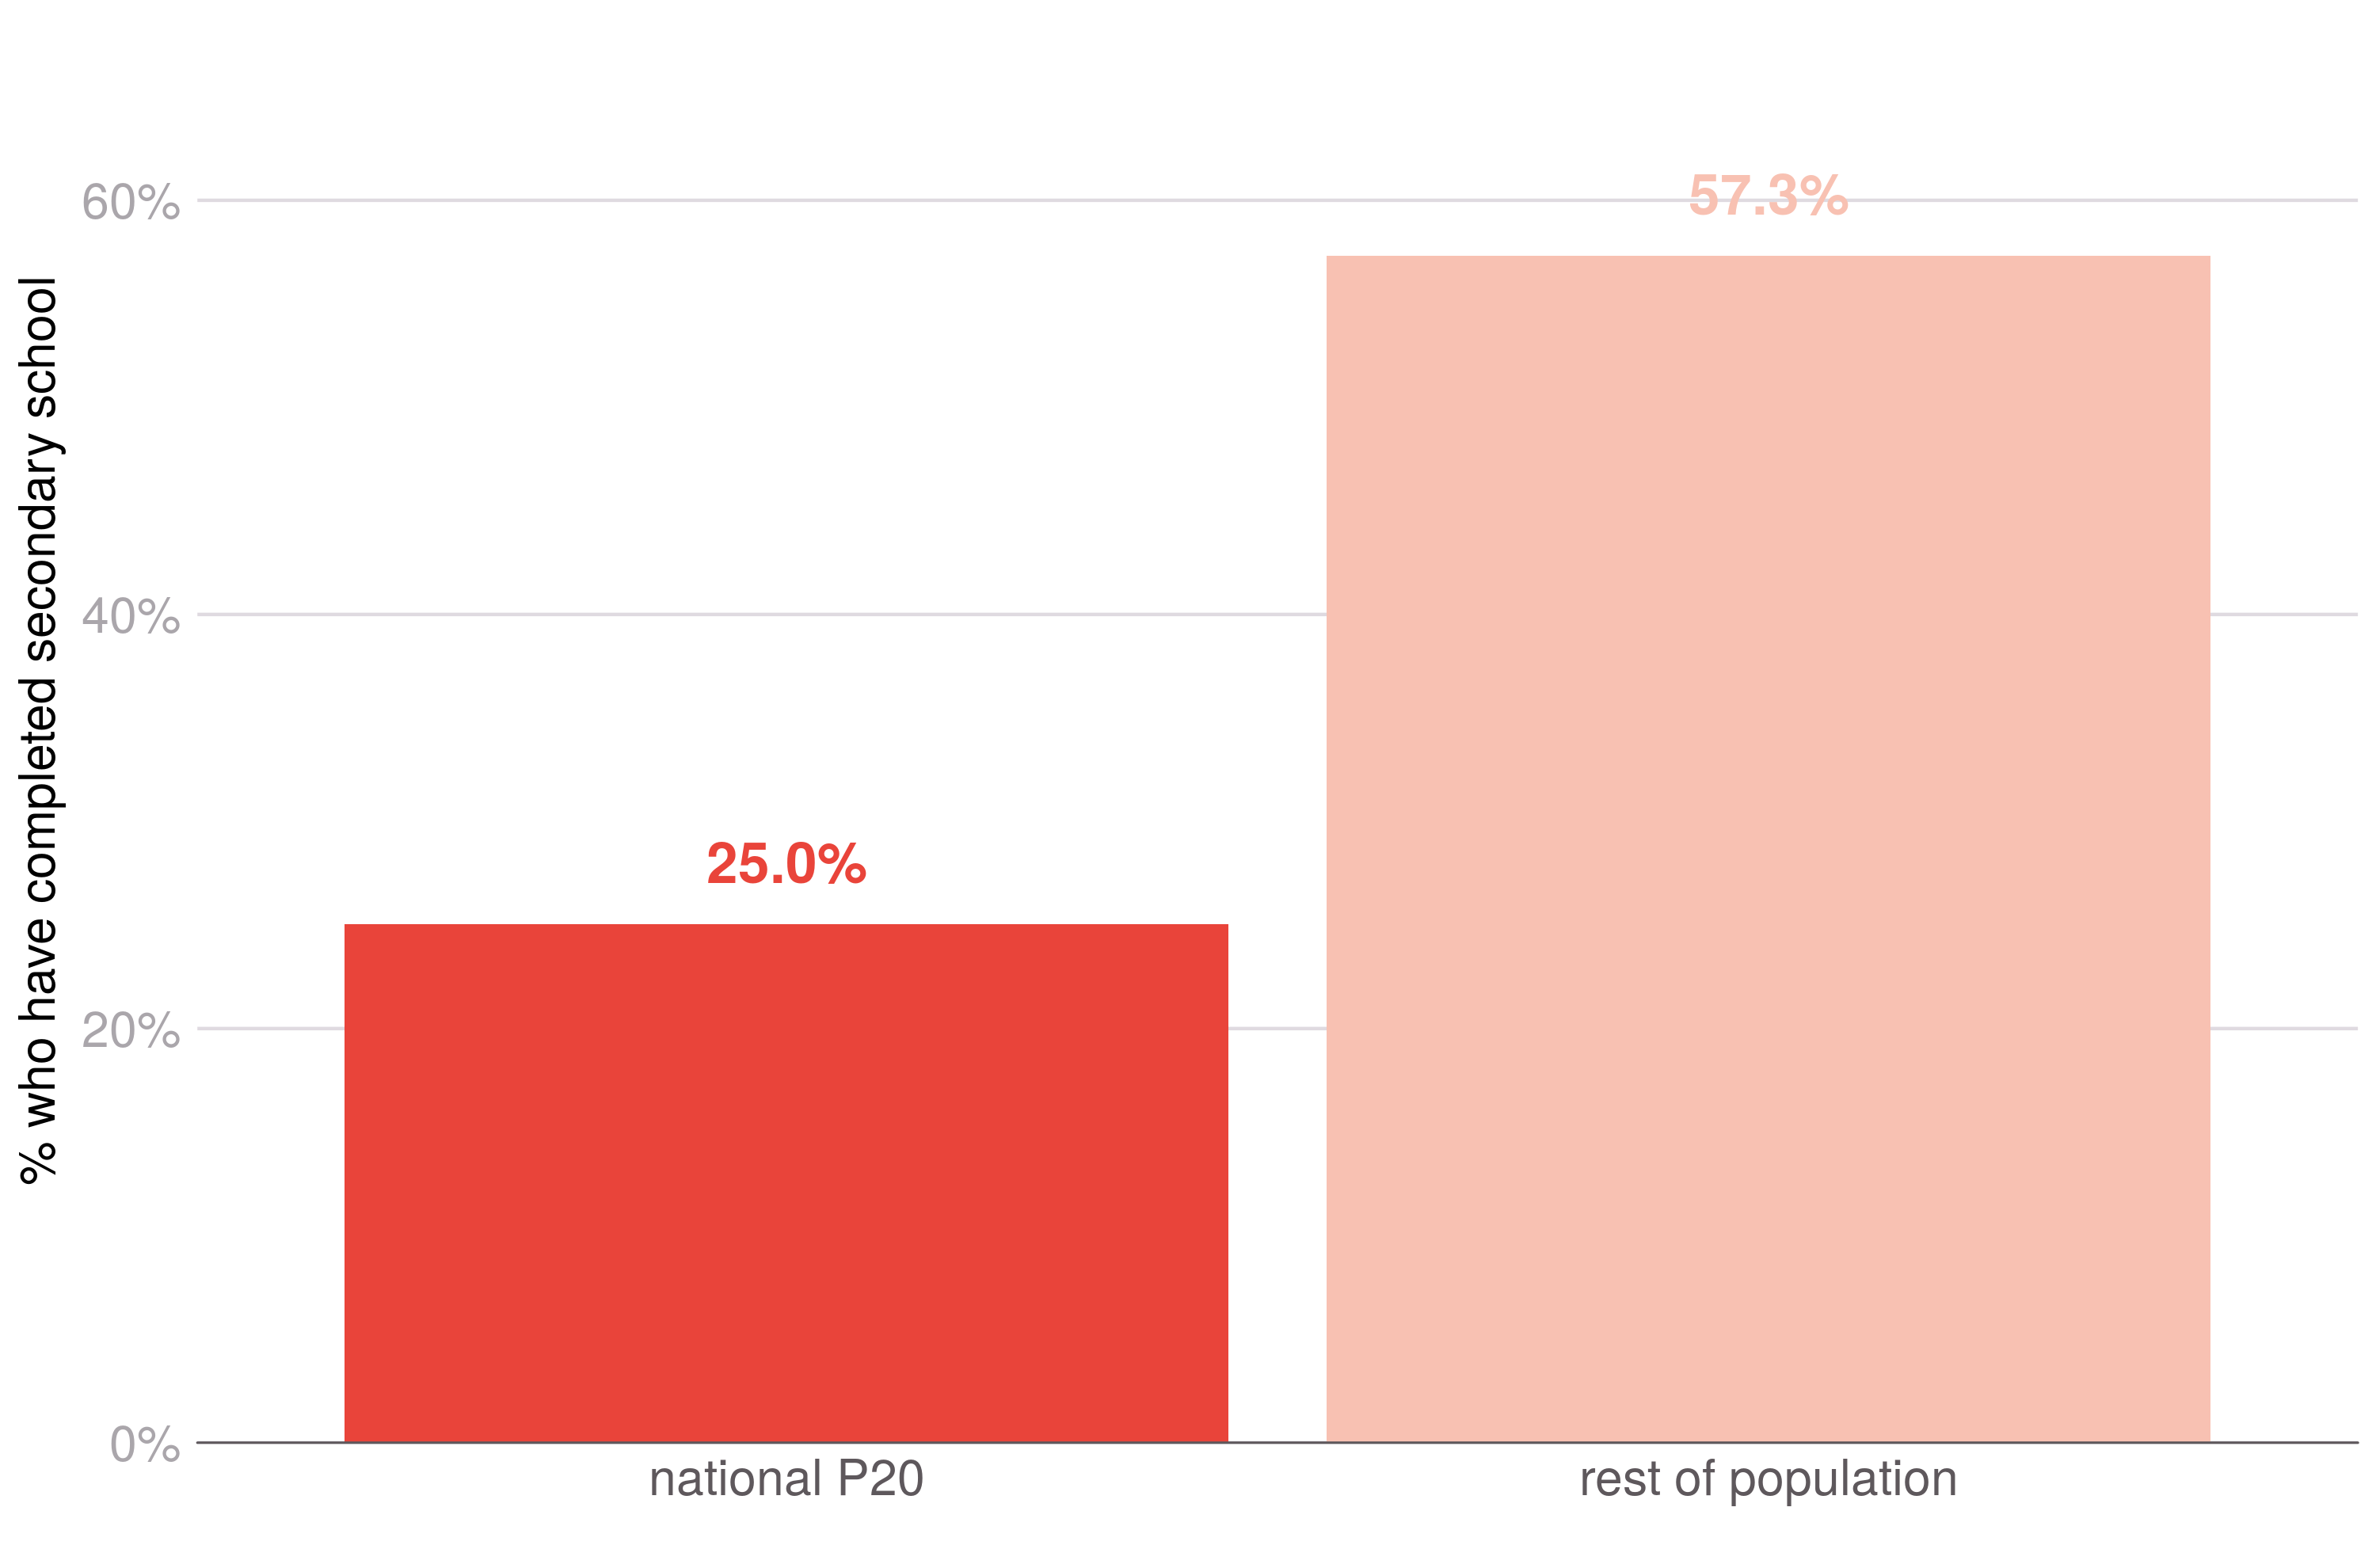 % who have completed secondary school
60%
40%
20%
0%
57.3%
25.0%
national P20
rest of population